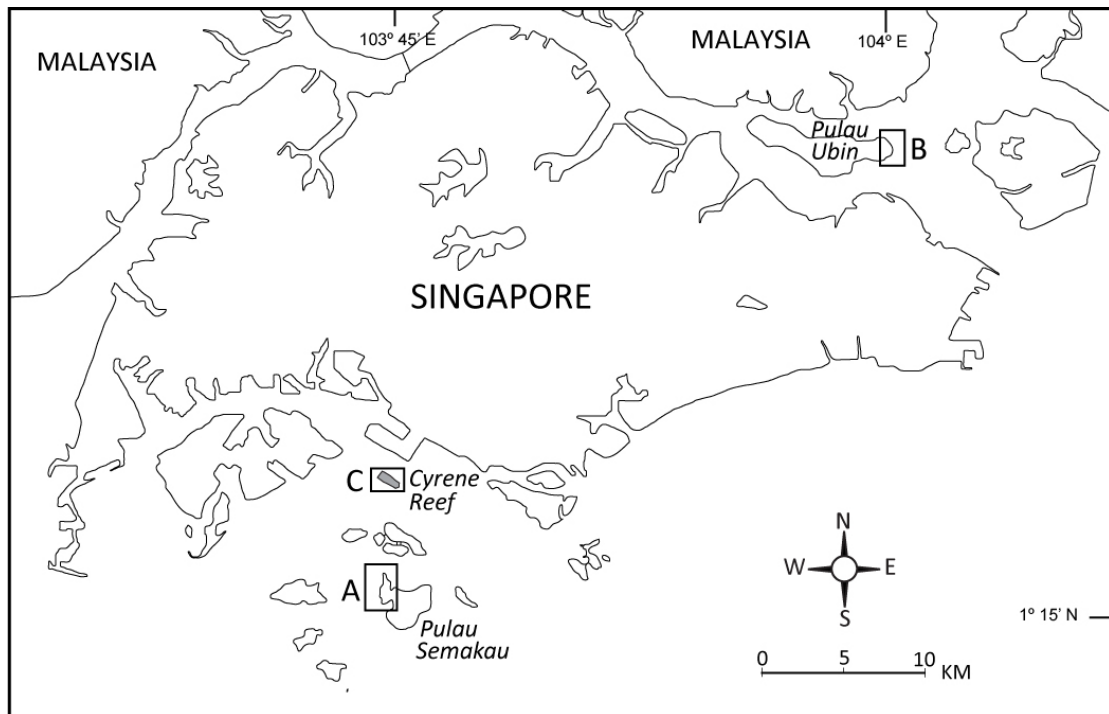 103° 45' E
104° E
MALAYSIA
MALAYSIA
Pulau
Ubin
B
SINGAPORE
C
Cyrene
Reef
N
W
E
S
A
Pulau
Semakau
1° 15' N
0
5
10
KM